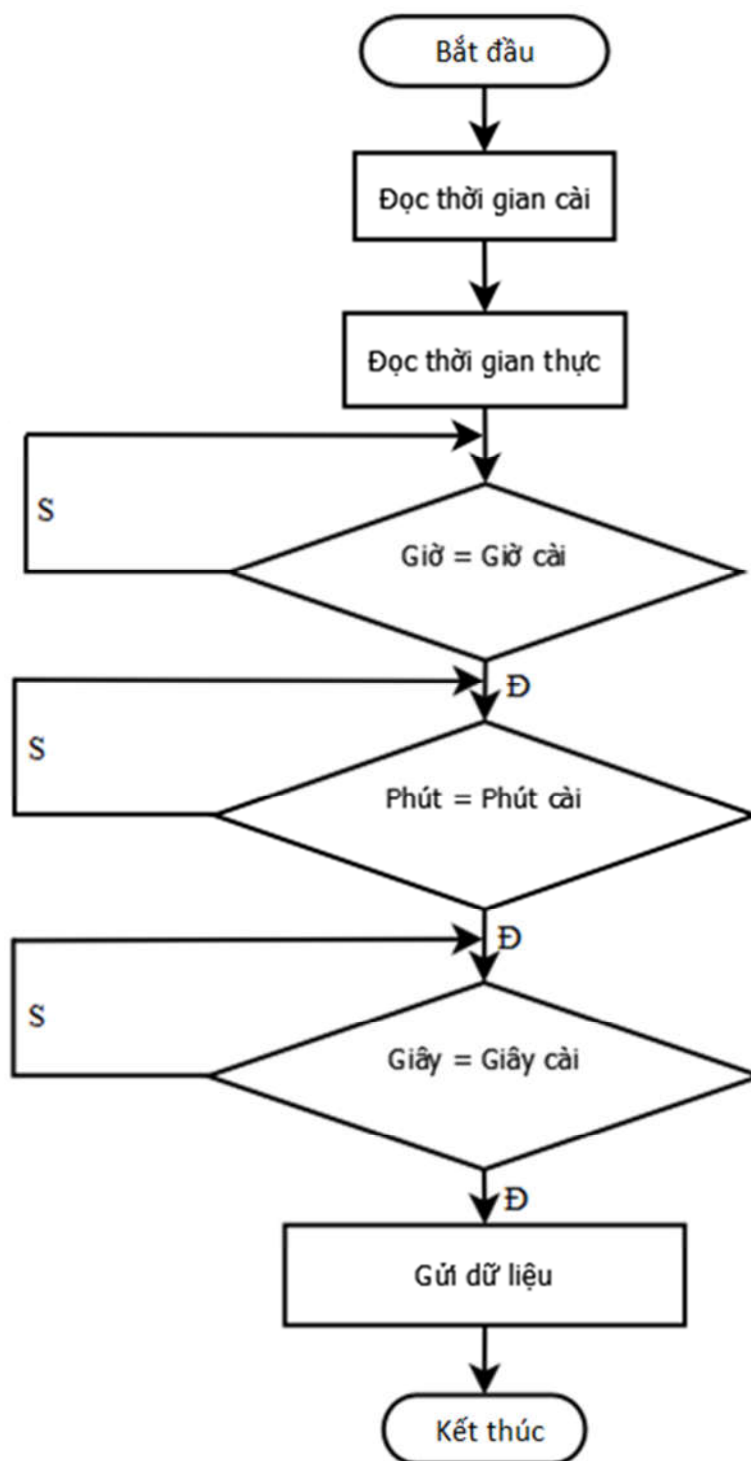 Bắt đầu
Đọc thời gian cài
Đọc thời gian thực
S
Giờ = Giờ cài
Đ
S
Phút = Phút cài
Đ
S
Giây = Giây cài
Đ
Gửi dữ liệu
Kết thúc